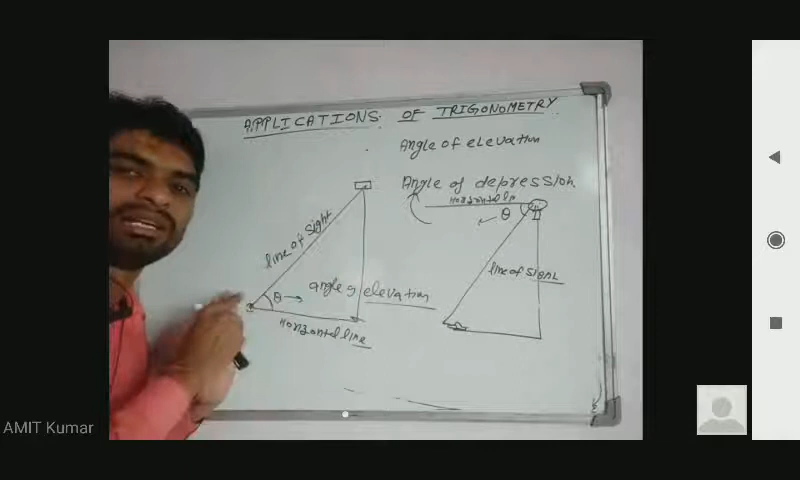 APPLICATIONS OF TRIGONOMETRY
Angle of elevation
Angle of depression.
Horizontal li
θ
line of sight
line of sight
θ
angle of elevation
Horizontal line
AMIT Kumar